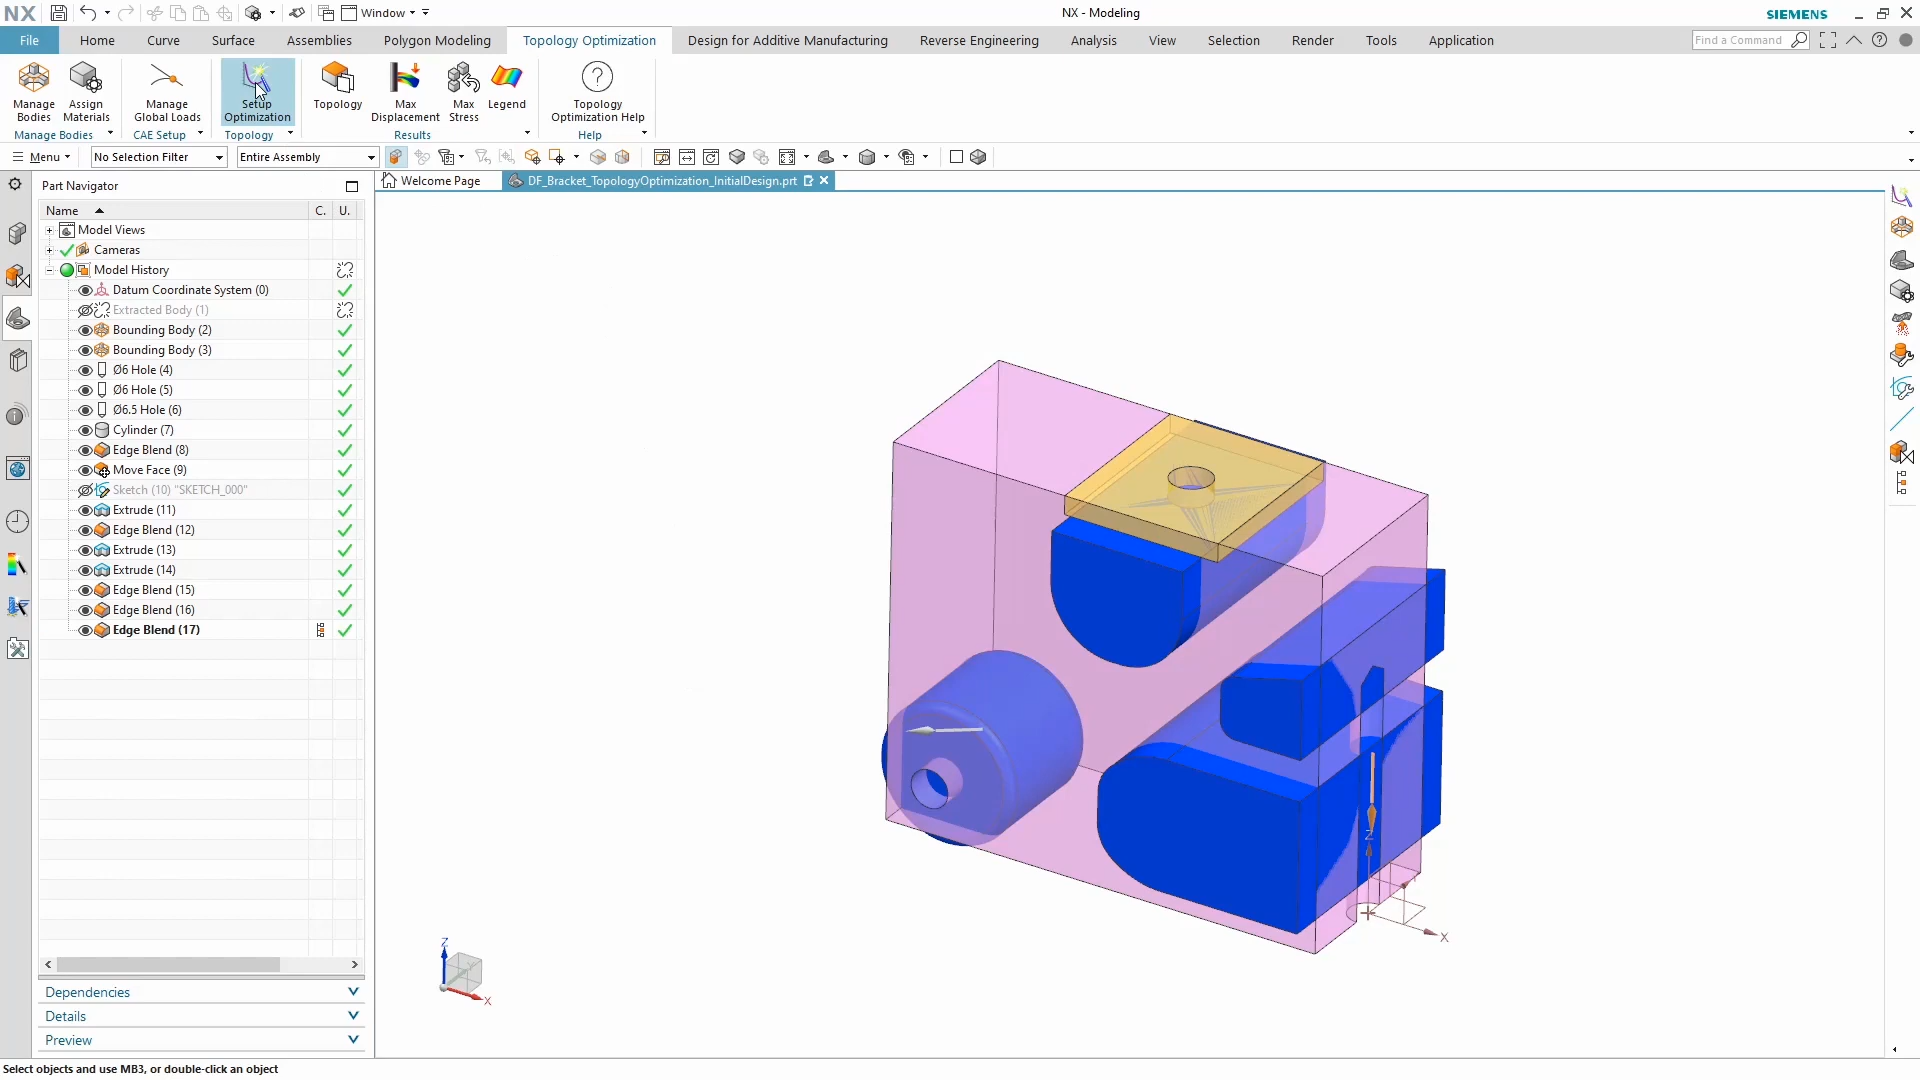 NX
Window
NX - Modeling
SIEMENS
File
Home
Curve
Surface
Assemblies
Polygon Modeling
Topology Optimization
Design for Additive Manufacturing
Reverse Engineering
Analysis
View
Selection
Render
Tools
Application
Find a Command
Manage Bodies
Assign Materials
Manage Global Loads
Setup Optimization
Topology
Max Displacement
Max Stress
Legend
Topology Optimization Help
Manage Bodies
CAE Setup
Topology
Results
Help
Menu
No Selection Filter
Entire Assembly
Part Navigator
Welcome Page
DF_Bracket_TopologyOptimization_InitialDesign.prt
Name C. U.
Model Views
Cameras
Model History
Datum Coordinate System (0)
Extracted Body (1)
Bounding Body (2)
Bounding Body (3)
Ø6 Hole (4)
Ø6 Hole (5)
Ø6.5 Hole (6)
Cylinder (7)
Edge Blend (8)
Move Face (9)
Sketch (10) "SKETCH_000"
Extrude (11)
Edge Blend (12)
Extrude (13)
Extrude (14)
Edge Blend (15)
Edge Blend (16)
Edge Blend (17)
Z
X
Z
X
Dependencies
Details
Preview
Select objects and use MB3, or double-click an object